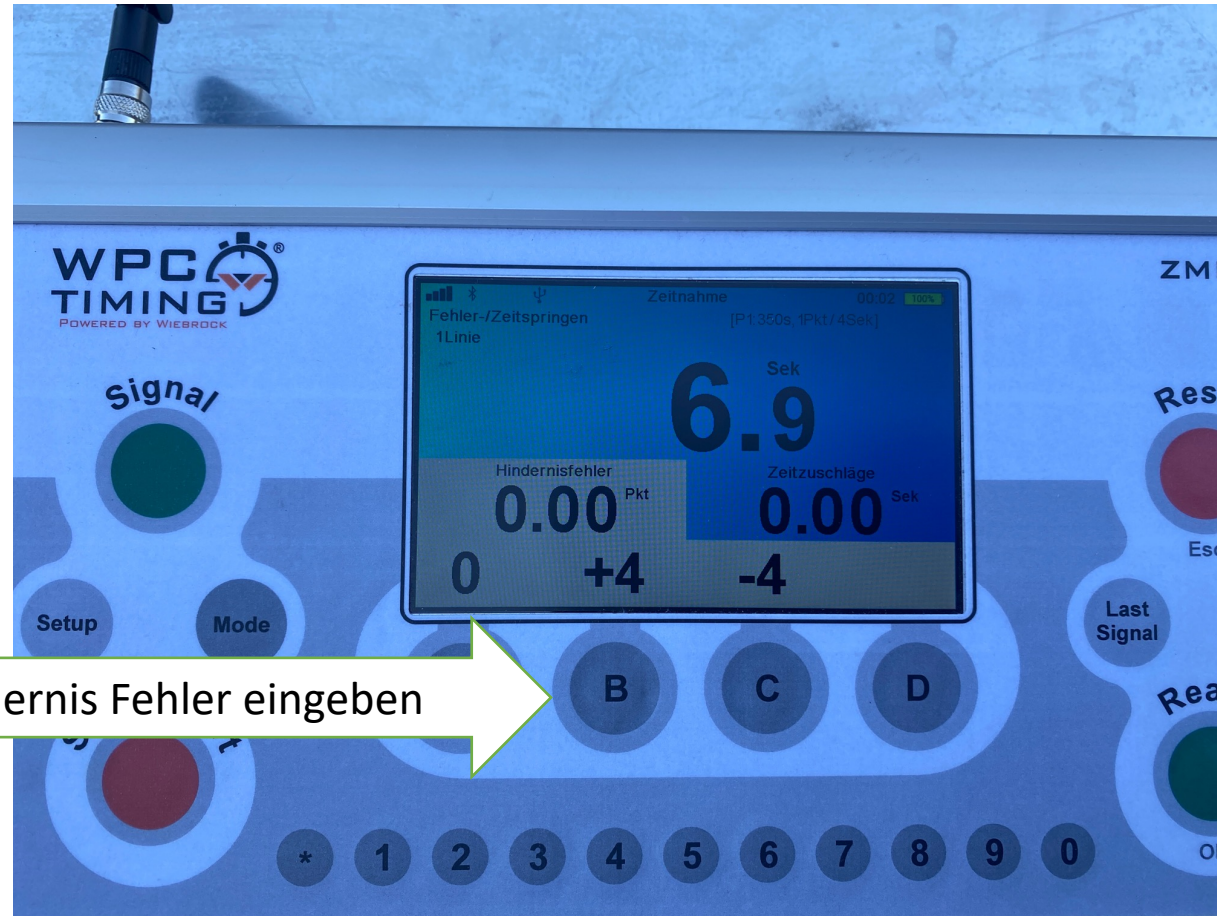 WPC
TIMING
®
POWERED BY WIEBROCK
ZM
Zeitnahme
00:02
100%
Fehler-/Zeitspringen
[P1:350s, 1Pkt/4Sek]
1Linie
Sek
6.9
Hindernisfehler
0.00 Pkt
Zeitzuschläge
0.00 Sek
0 +4 -4
Signal
Res
Esc
Setup
Mode
Last
Signal
B C D
ernis Fehler eingeben
Rea
* 1 2 3 4 5 6 7 8 9 0